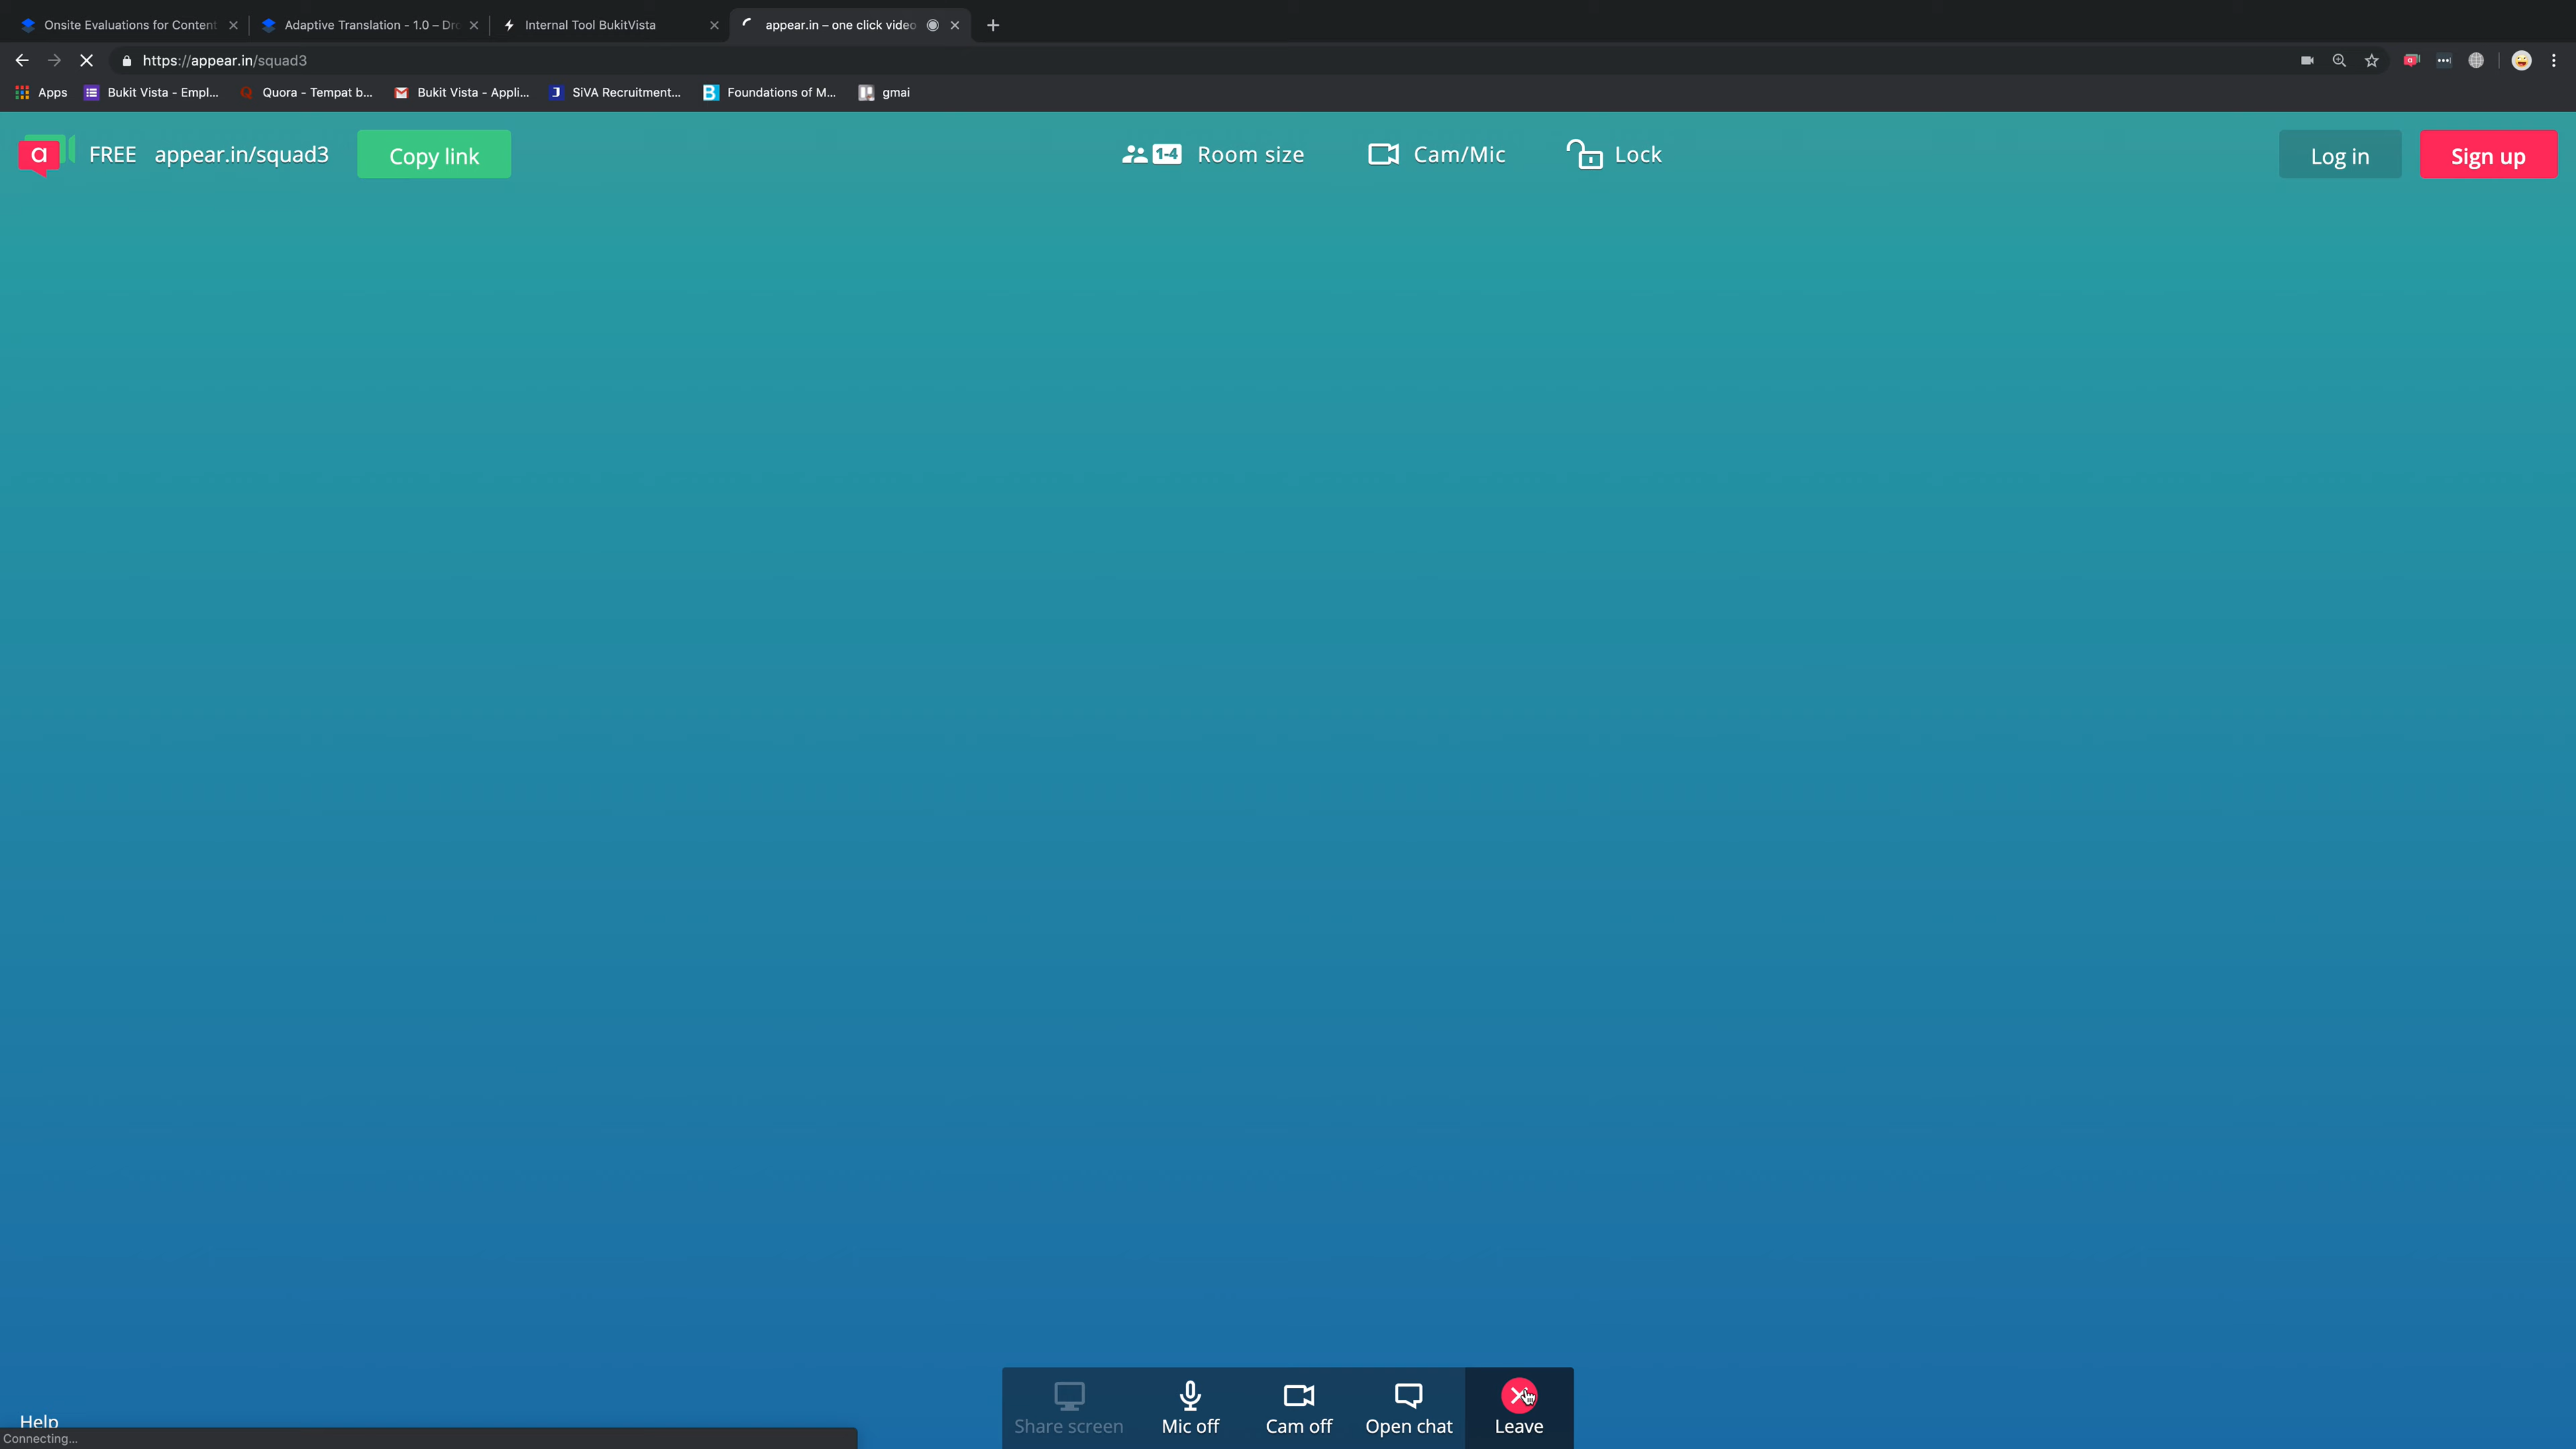 Onsite Evaluations for Content
Adaptive Translation - 1.0 – Dro
Internal Tool BukitVista
appear.in – one click video
https://appear.in/squad3
Apps
Bukit Vista - Empl...
Quora - Tempat b...
Bukit Vista - Appli...
SiVA Recruitment...
Foundations of M...
gmai
a FREE appear.in/squad3
Copy link
1-4 Room size
Cam/Mic
Lock
Log in
Sign up
Share screen
Mic off
Cam off
Open chat
Leave
Help
Connecting...